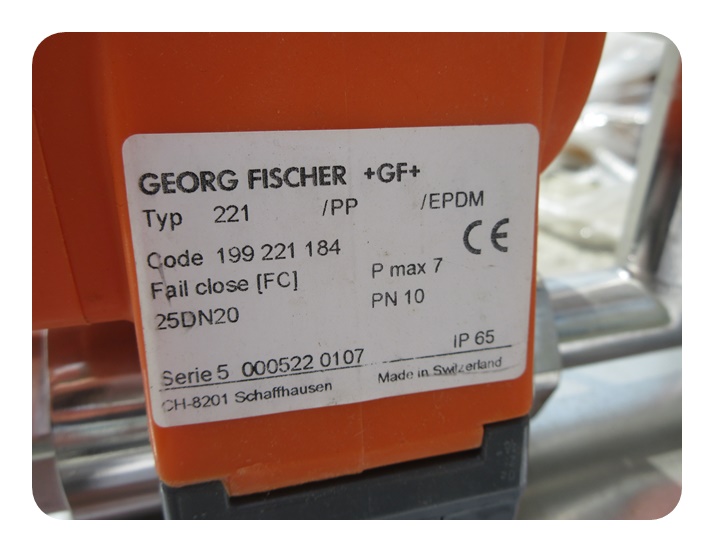 GEORG FISCHER +GF+
Typ 221 /PP /EPDM
CE
Code 199 221 184
Fail close [FC] P max 7
25DN20 PN 10
IP 65
Serie 5 000522 0107
CH-8201 Schaffhausen Made in Switzerland